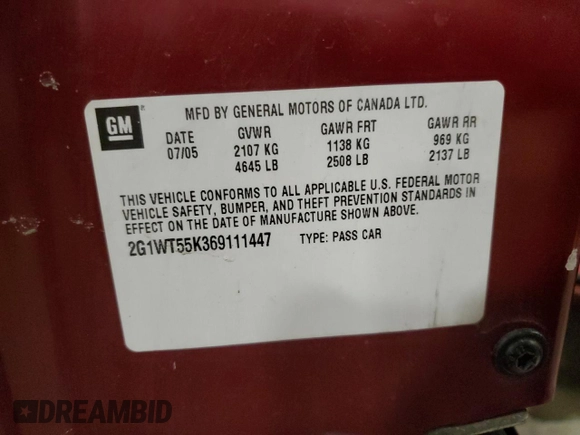 GM
MFD BY GENERAL MOTORS OF CANADA LTD.
DATE GVWR GAWR FRT GAWR RR
07/05 2107 KG 1138 KG 969 KG
4645 LB 2508 LB 2137 LB
THIS VEHICLE CONFORMS TO ALL APPLICABLE U.S. FEDERAL MOTOR
VEHICLE SAFETY, BUMPER, AND THEFT PREVENTION STANDARDS IN
EFFECT ON THE DATE OF MANUFACTURE SHOWN ABOVE.
2G1WT55K369111447 TYPE: PASS CAR
DREAMBID